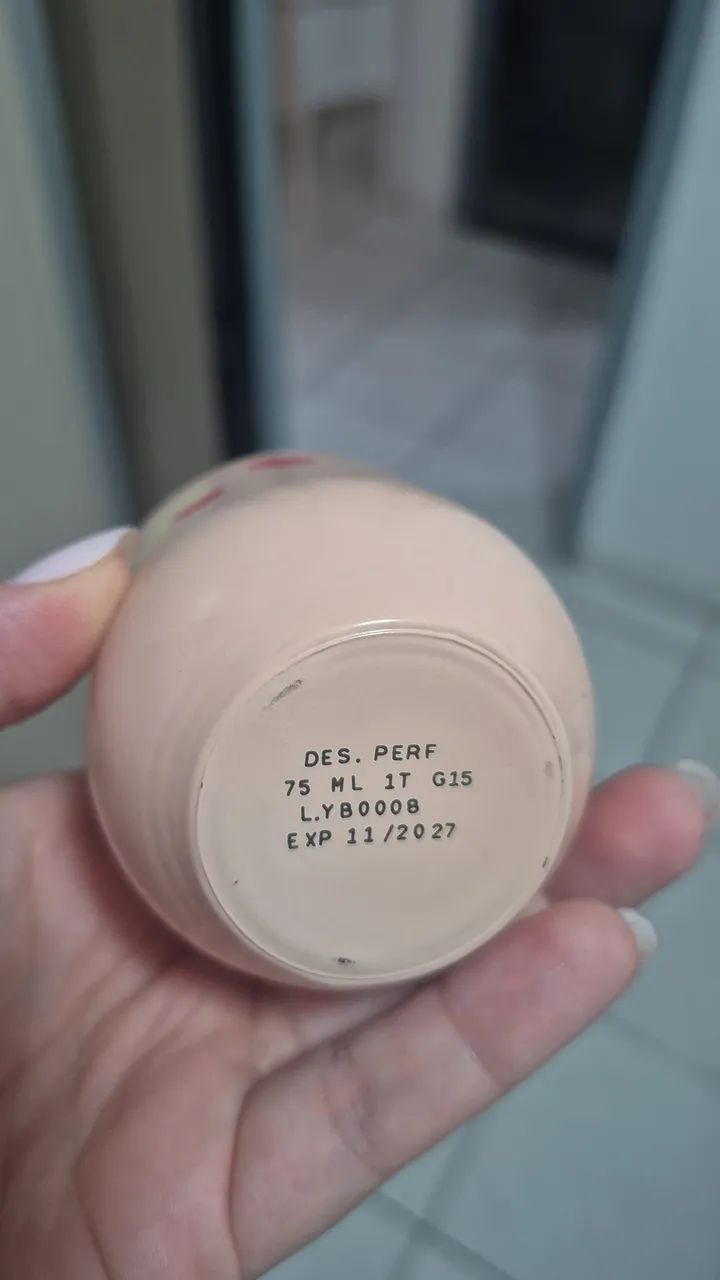 DES. PERF
75 ML 1T G15
L.YB0008
EXP 11/2027